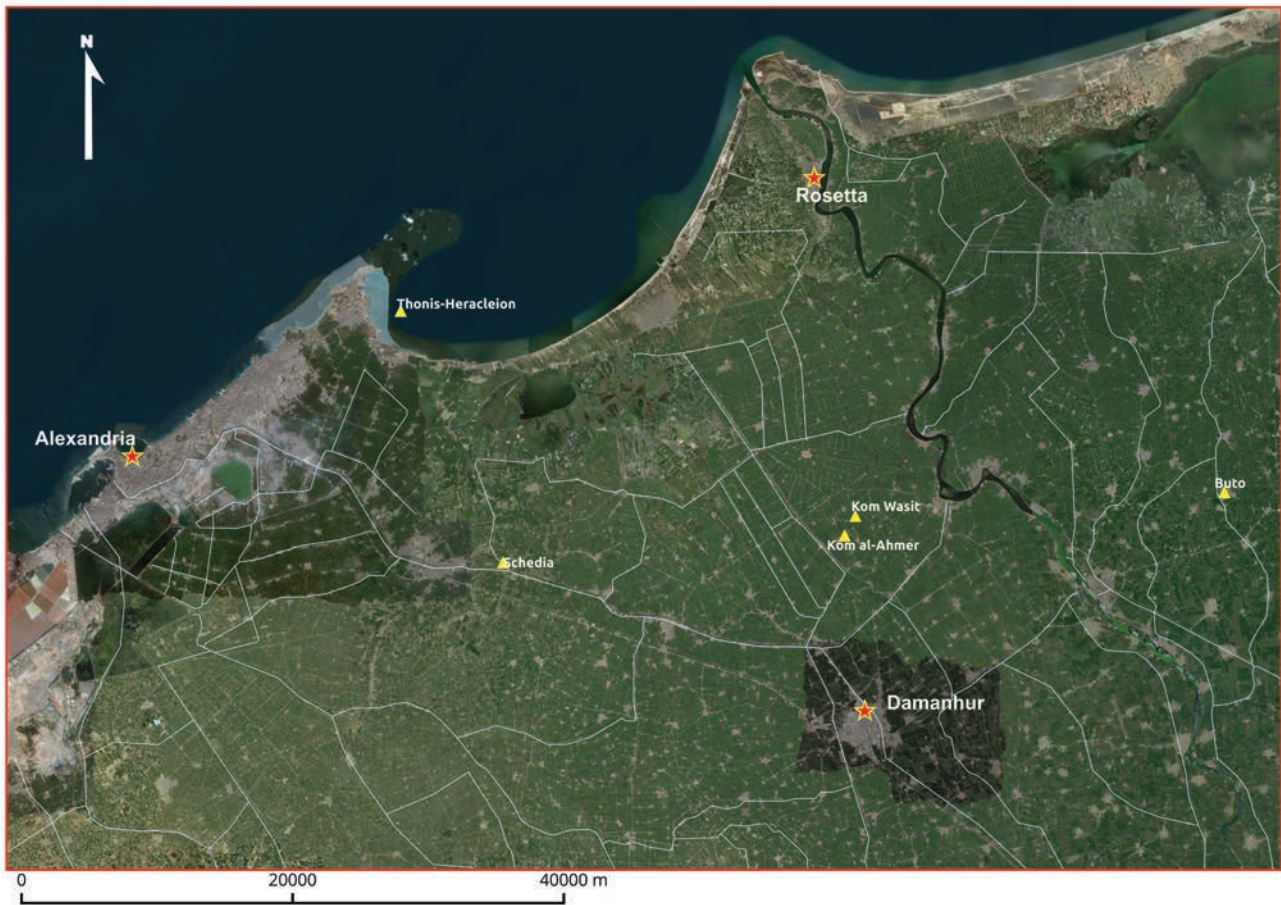 N
Rosetta
Thonis-Heracleion
Alexandria
Buto
Kom Wasit
Kom al-Ahmer
Schedia
Damanhur
0 20000 40000 m